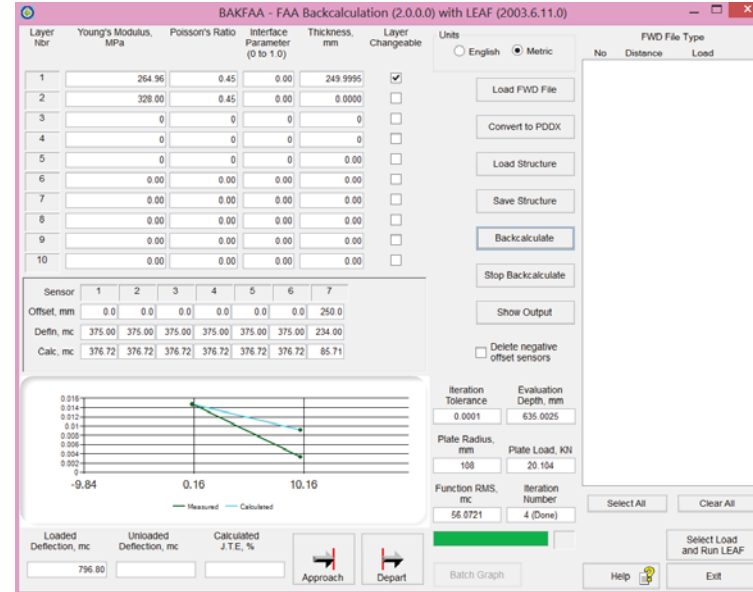 BAKFAA - FAA Backcalculation (2.0.0.0) with LEAF (2003.6.11.0)
Layer Nbr Young's Modulus, MPa Poisson's Ratio Interface Parameter (0 to 1.0) Thickness, mm Layer Changeable
1 264.96 0.45 0.00 249.9995
2 328.00 0.45 0.00 0.0000
3 0 0 0 0
4 0 0 0 0
5 0 0 0 0.00
6 0.00 0.00 0.00 0.00
7 0.00 0.00 0.00 0.00
8 0.00 0.00 0.00 0.00
9 0.00 0.00 0.00 0.00
10 0.00 0.00 0.00 0.00
Sensor 1 2 3 4 5 6 7
Offset, mm 0.0 0.0 0.0 0.0 0.0 0.0 250.0
Defln, mc 375.00 375.00 375.00 375.00 375.00 375.00 234.00
Calc, mc 376.72 376.72 376.72 376.72 376.72 376.72 85.71
0.016
0.014
0.012
0.01
0.008
0.006
0.004
0.002
0
-9.84 0.16 10.16
Measured Calculated
Loaded Deflection, mc Unloaded Deflection, mc Calculated J.T.E, %
796.80
Approach Depart
Units
English Metric
Load FWD File
Convert to PDDX
Load Structure
Save Structure
Backcalculate
Stop Backcalculate
Show Output
Delete negative
offset sensors
Iteration Tolerance Evaluation Depth, mm
0.0001 635.0025
Plate Radius, mm Plate Load, KN
108 20.104
Function RMS, mc Iteration Number
56.0721 4 (Done)
Batch Graph
FWD File Type
No Distance Load
Select All Clear All
Select Load
and Run LEAF
Help Exit